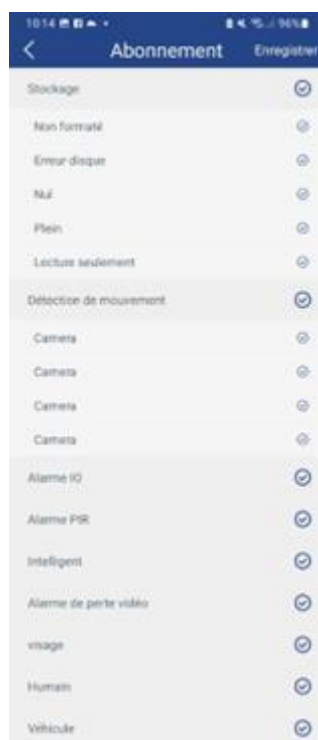 10:14
96%
Abonnement
Enregistrer
Stockage
Non formaté
Erreur disque
Nul
Plein
Lecture seulement
Détection de mouvement
Camera
Camera
Camera
Camera
Alarme IO
Alarme PIR
Intelligent
Alarme de perte vidéo
visage
Humain
Véhicule